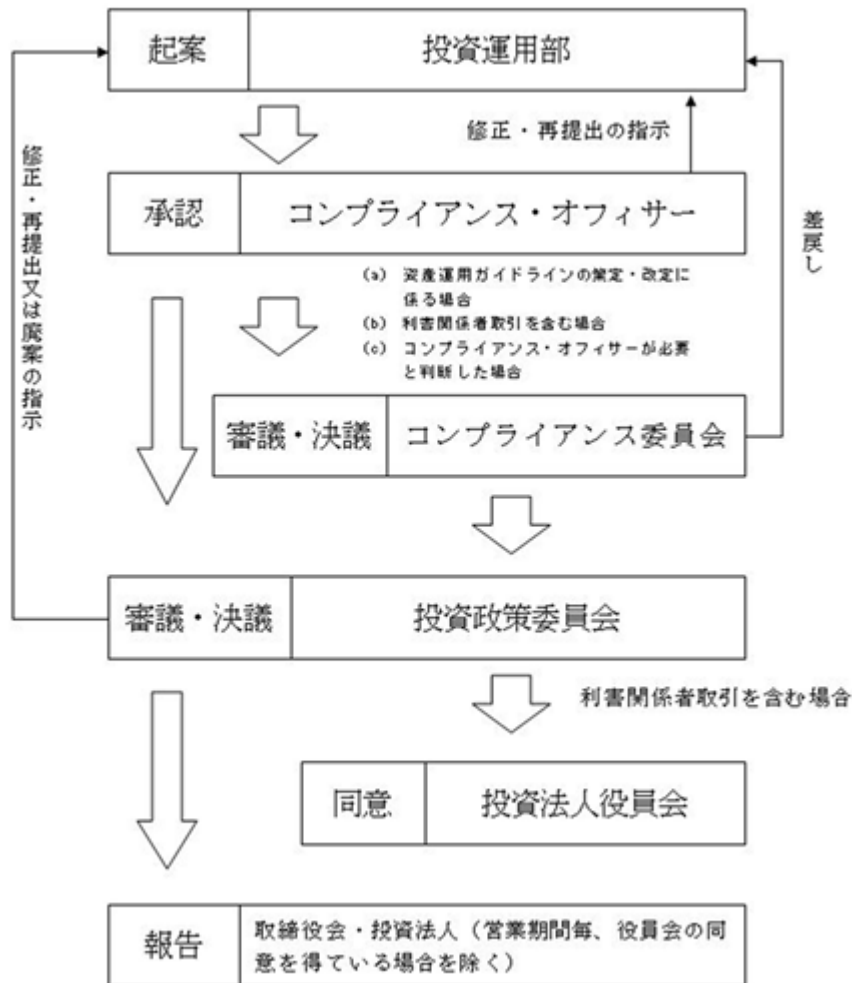 起案 投資運用部
修正・再提出の指示
承認 コンプライアンス・オフィサー
差戻し
修正・再提出又は廃案の指示
(a) 資産運用ガイドラインの策定・改定に
係る場合
(b) 利害関係者取引を含む場合
(c) コンプライアンス・オフィサーが必要
と判断した場合
審議・決議 コンプライアンス委員会
審議・決議 投資政策委員会
利害関係者取引を含む場合
同意 投資法人役員会
報告 取締役会・投資法人（営業期間毎、役員会の同
意を得ている場合を除く）